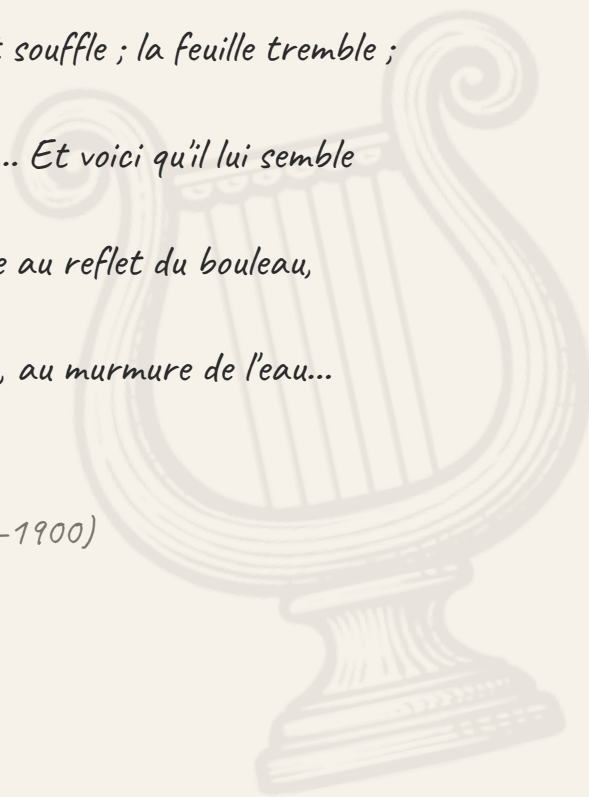 souffle ; la feuille tremble ;
.. Et voici qu'il lui semble
au reflet du bouleau,
, au murmure de l'eau...
–1900)